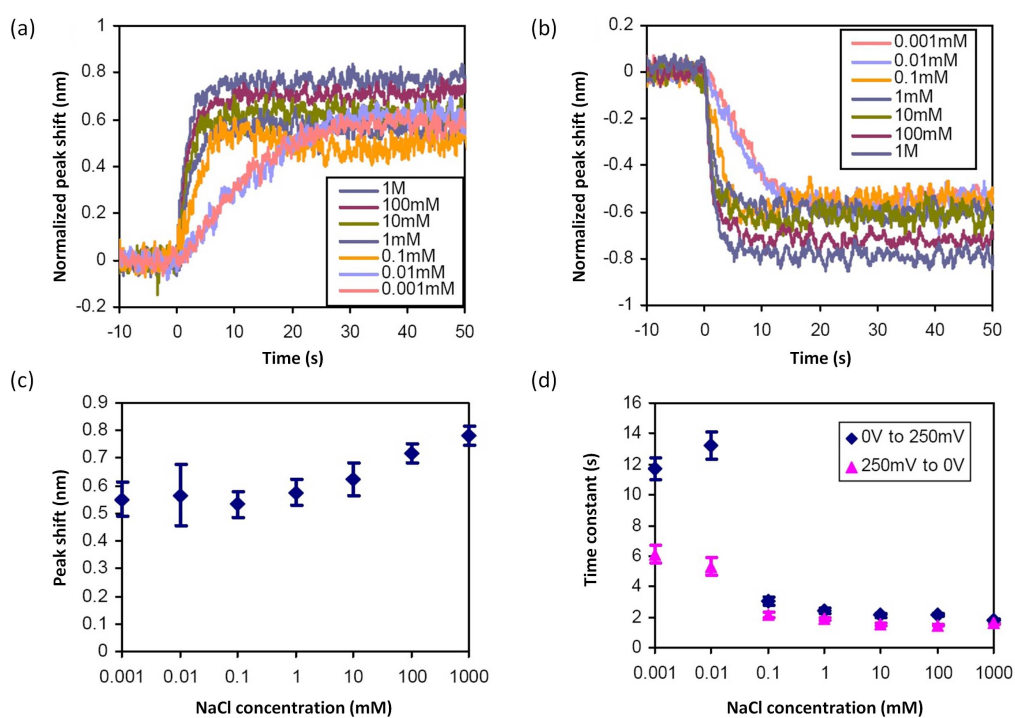 (a)
Normalized peak shift (nm)
1
0.8
0.6
0.4
0.2
0
-0.2
-10
0
10
20
30
40
50
Time (s)
1M
100mM
10mM
1mM
0.1mM
0.01mM
0.001mM
(b)
Normalized peak shift (nm)
0.2
0
-0.2
-0.4
-0.6
-0.8
-1
-10
0
10
20
30
40
50
Time (s)
0.001mM
0.01mM
0.1mM
1mM
10mM
100mM
1M
(c)
Peak shift (nm)
0.9
0.8
0.7
0.6
0.5
0.4
0.3
0.2
0.1
0
0.001
0.01
0.1
1
10
100
1000
NaCl concentration (mM)
(d)
Time constant (s)
16
14
12
10
8
6
4
2
0
0.001
0.01
0.1
1
10
100
1000
NaCl concentration (mM)
0V to 250mV
250mV to 0V